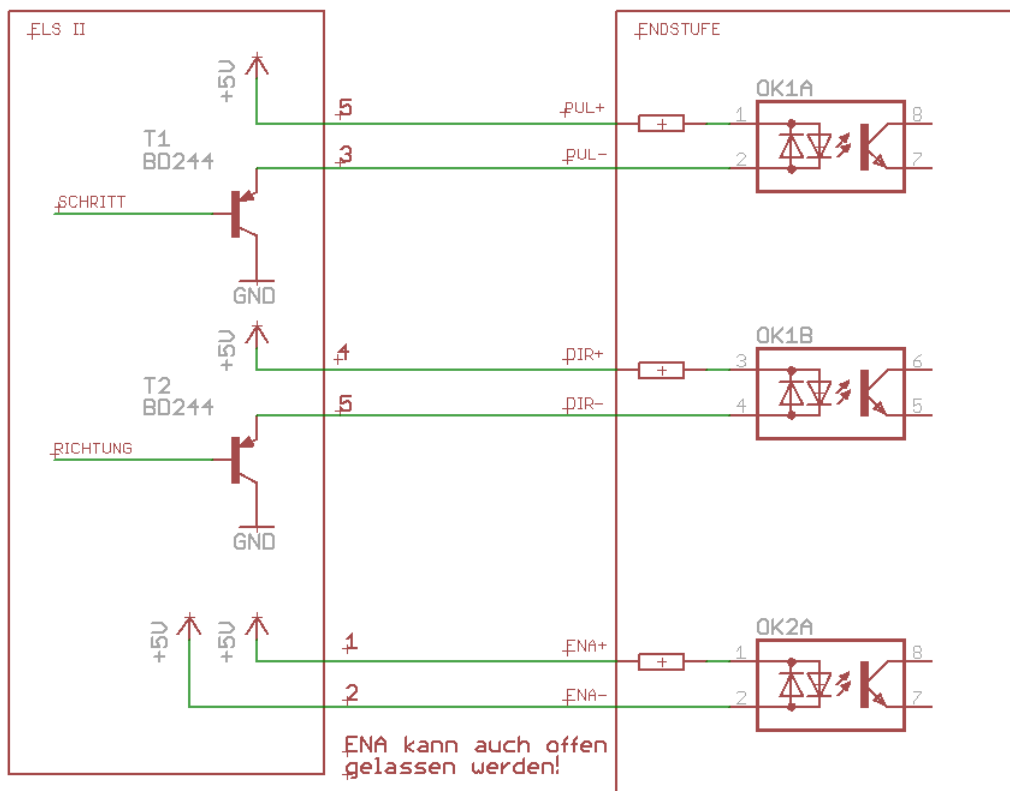 ELS II
ENDSTUFE
+5V
5
PUL+
OK1A
1
8
T1
BD244
3
PUL-
2
7
SCHRITT
GND
+5V
4
DIR+
OK1B
3
6
T2
BD244
5
DIR-
4
5
RICHTUNG
GND
+5V
+5V
1
ENA+
OK2A
1
8
2
ENA-
2
7
ENA kann auch offen
gelassen werden!